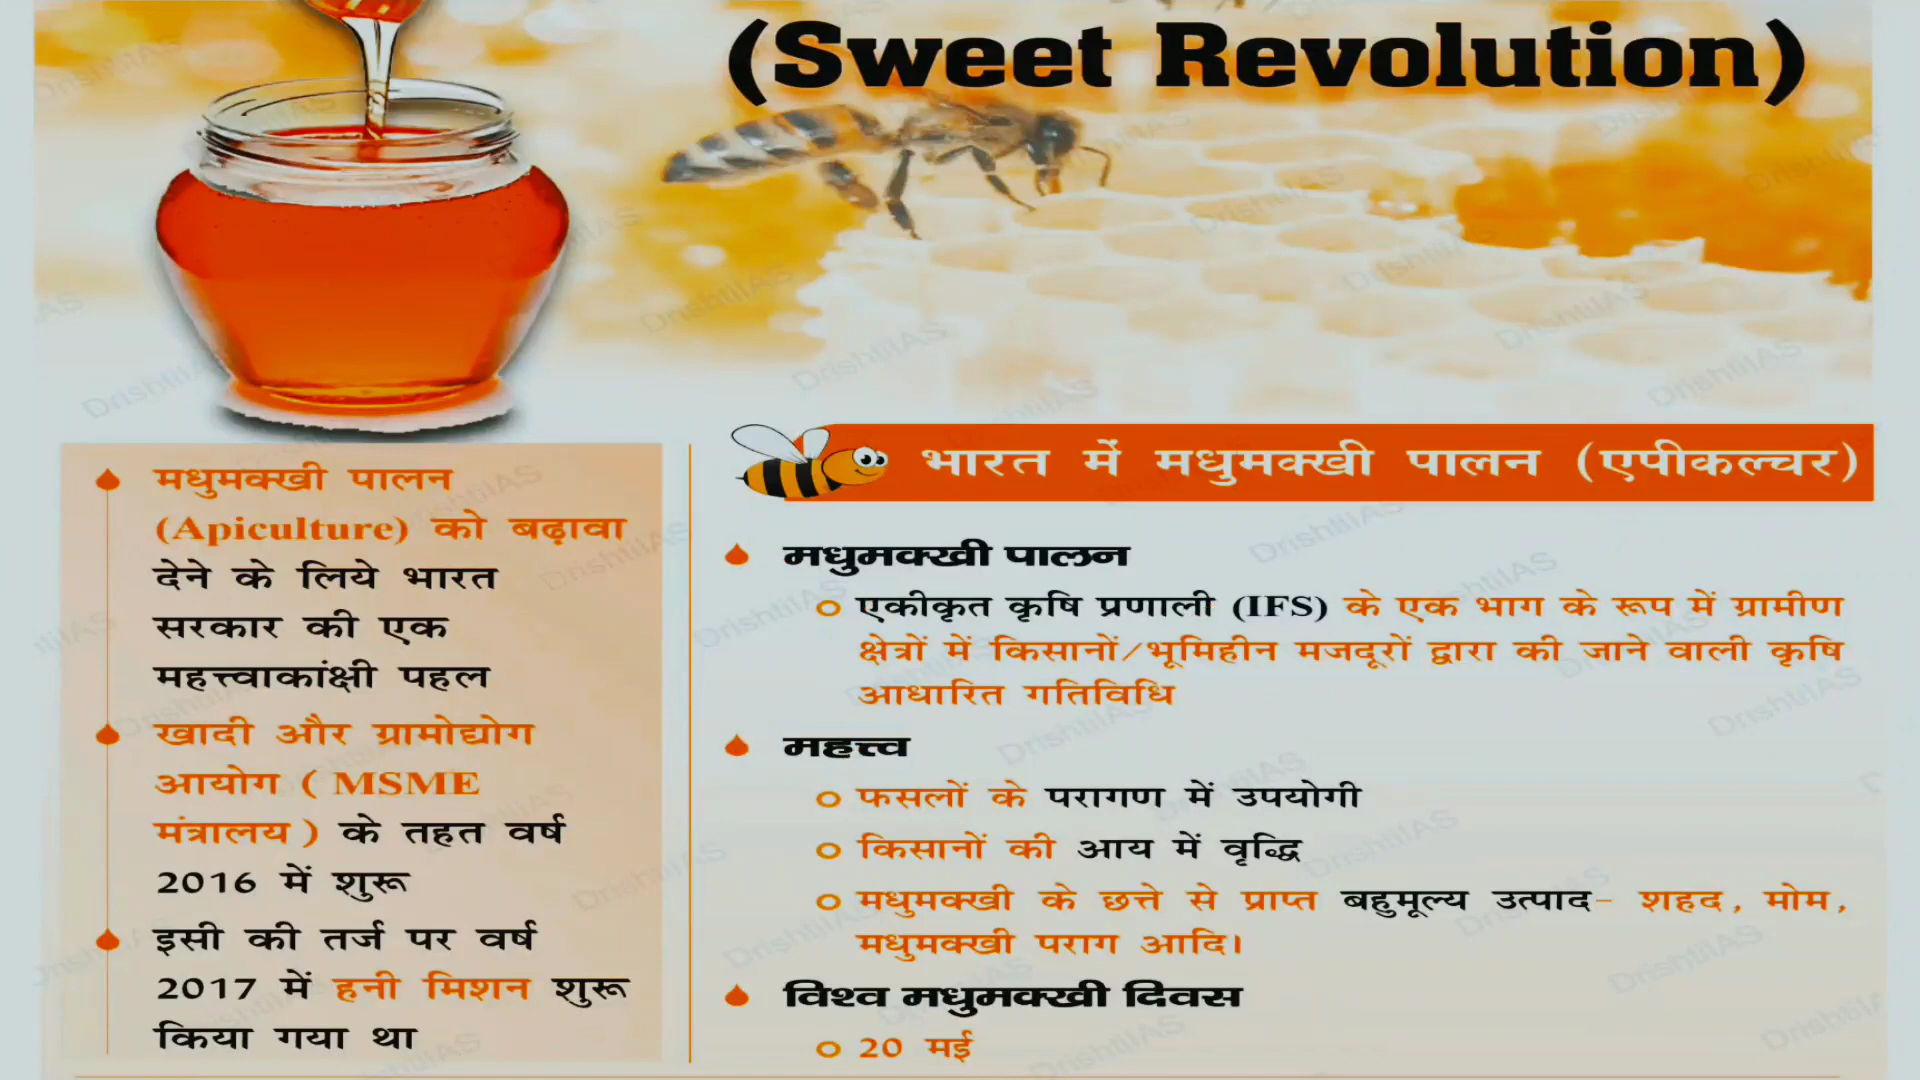 (Sweet Revolution)
मधुमक्खी पालन
(Apiculture) को बढ़ावा
देने के लिये भारत
सरकार की एक
महत्त्वाकांक्षी पहल
खादी और ग्रामोद्योग
आयोग ( MSME
मंत्रालय ) के तहत वर्ष
2016 में शुरू
इसी की तर्ज पर वर्ष
2017 में हनी मिशन शुरू
किया गया था
भारत में मधुमक्खी पालन (एपीकल्चर)
मधुमक्खी पालन
एकीकृत कृषि प्रणाली (IFS) के एक भाग के रूप में ग्रामीण
क्षेत्रों में किसानों/भूमिहीन मजदूरों द्वारा की जाने वाली कृषि
आधारित गतिविधि
महत्त्व
फसलों के परागण में उपयोगी
किसानों की आय में वृद्धि
मधुमक्खी के छत्ते से प्राप्त बहुमूल्य उत्पाद- शहद, मोम,
मधुमक्खी पराग आदि।
विश्व मधुमक्खी दिवस
20 मई
DrishtiIAS